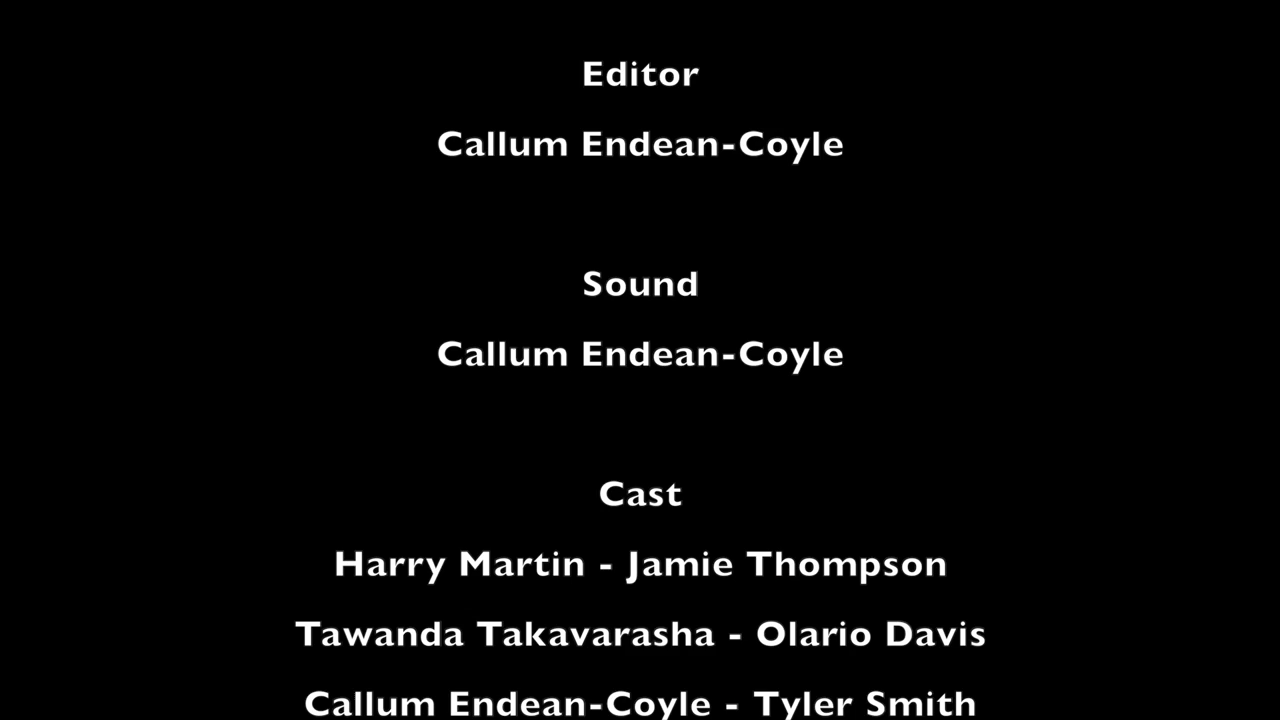 Editor
Callum Endean-Coyle
Sound
Callum Endean-Coyle
Cast
Harry Martin - Jamie Thompson
Tawanda Takavarasha - Olario Davis
Callum Endean-Coyle - Tyler Smith